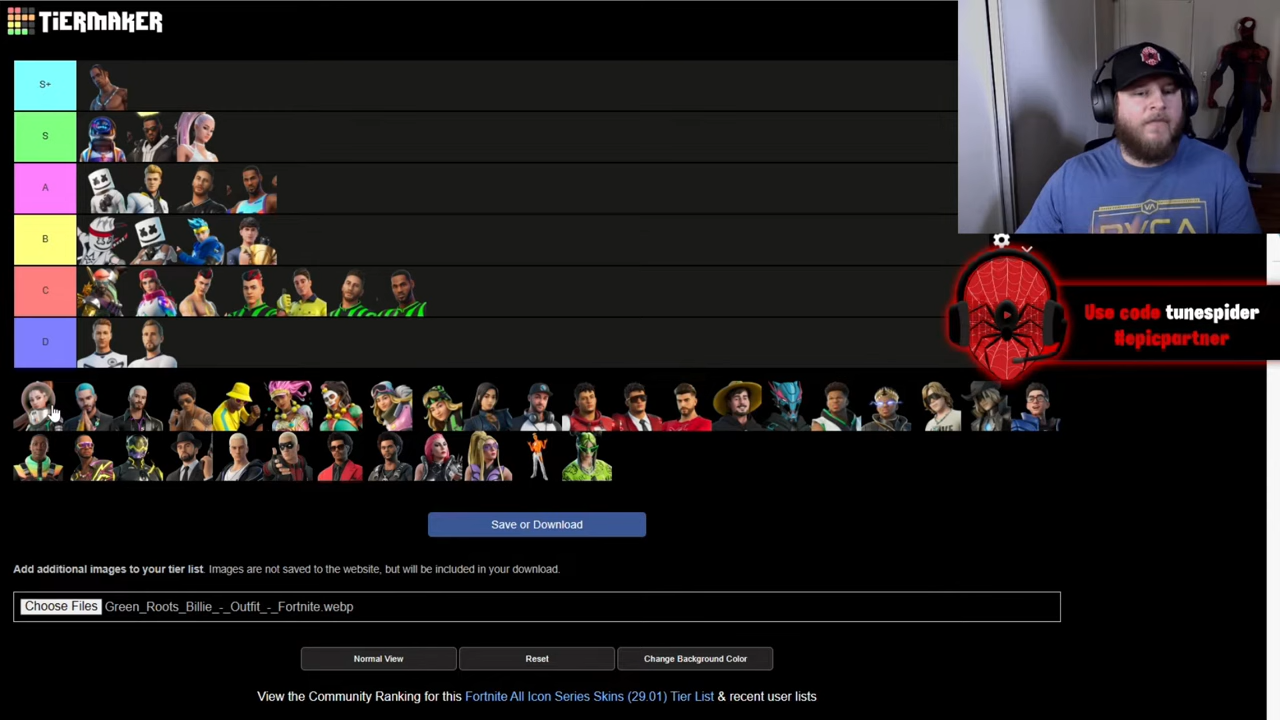 TiERMAKER
S+
S
A
B
C
D
RVCA
Use code tunespider
#epicpartner
Save or Download
Add additional images to your tier list. Images are not saved to the website, but will be included in your download.
Choose Files Green_Roots_Billie_-_Outfit_-_Fortnite.webp
Normal View
Reset
Change Background Color
View the Community Ranking for this Fortnite All Icon Series Skins (29.01) Tier List & recent user lists